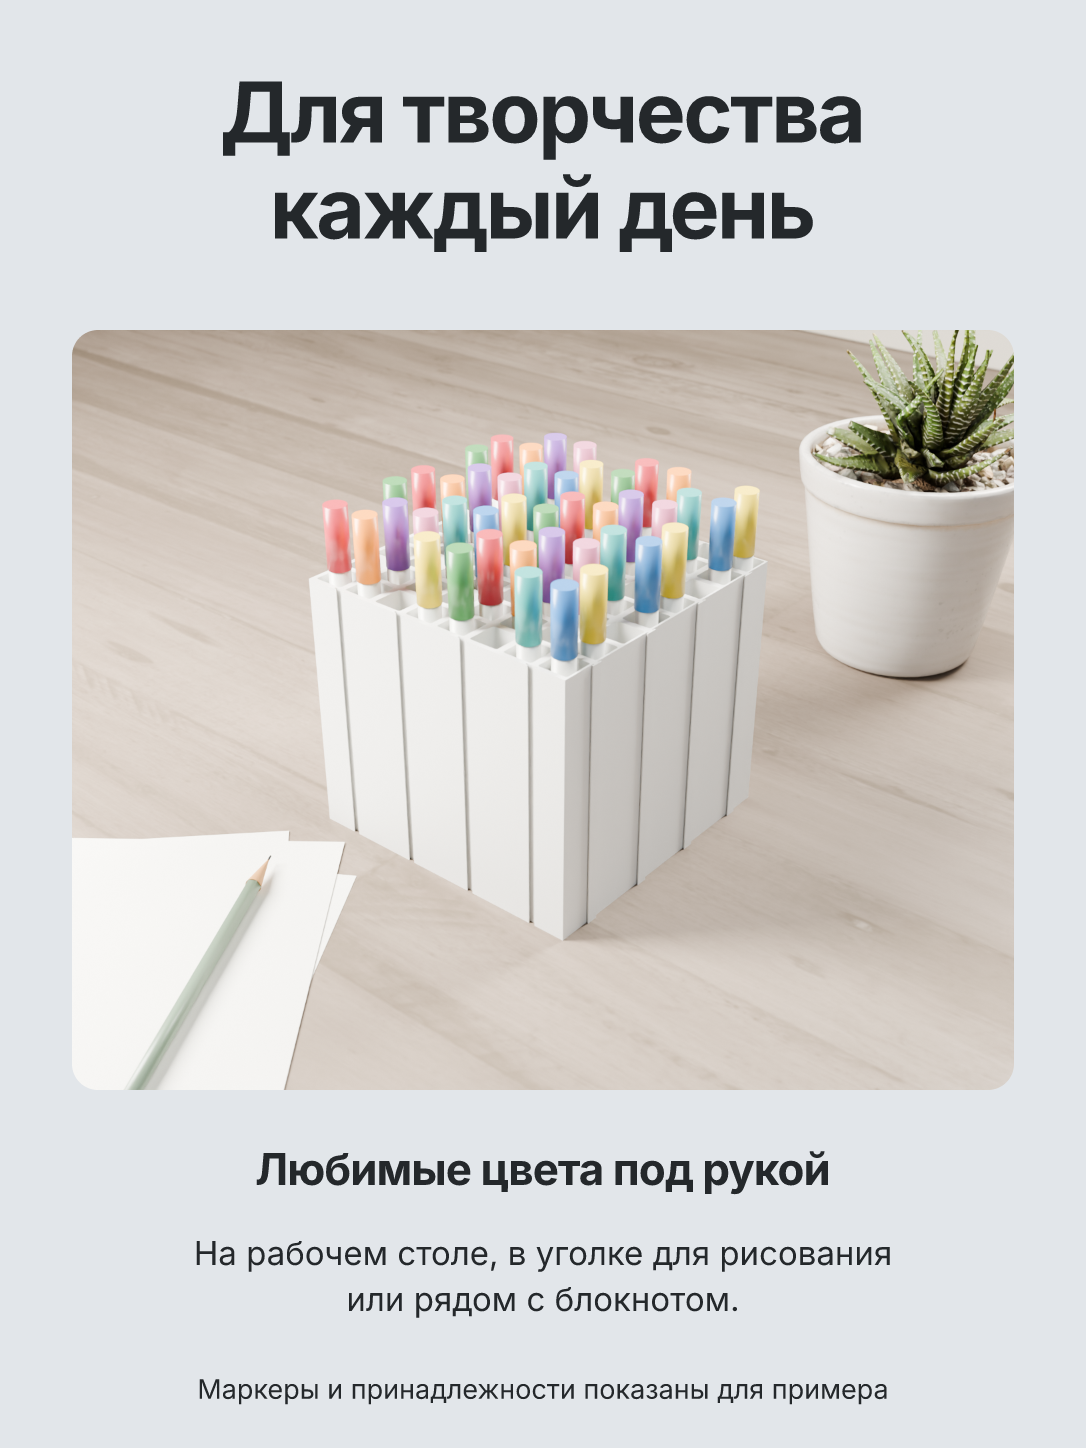 Для творчества
каждый день
Любимые цвета под рукой
На рабочем столе, в уголке для рисования
или рядом с блокнотом.
Маркеры и принадлежности показаны для примера